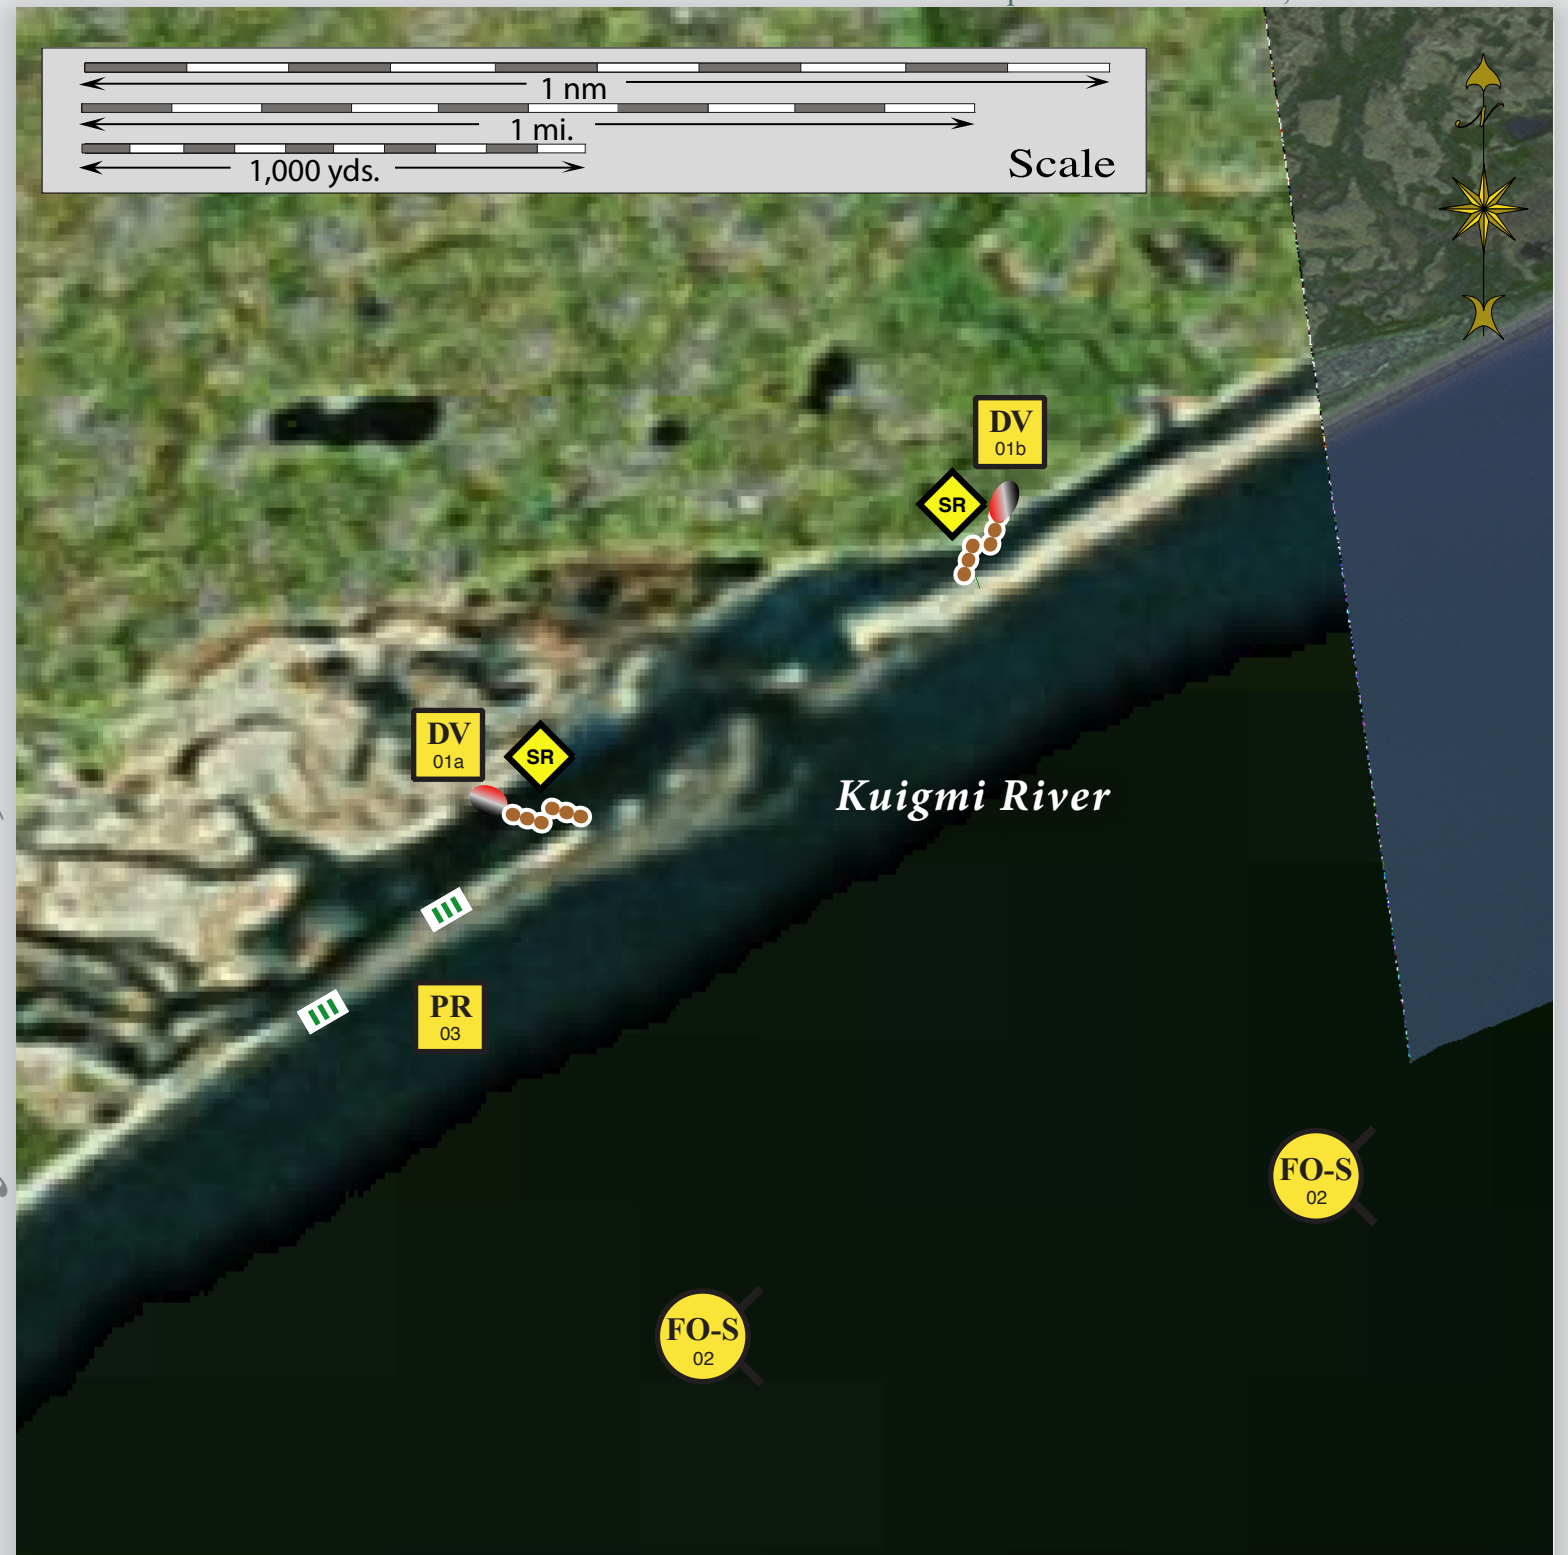 1 nm
1 mi.
1,000 yds.
Scale
N
DV
01b
SR
DV
01a
SR
Kuigmi River
PR
03
FO-S
02
FO-S
02